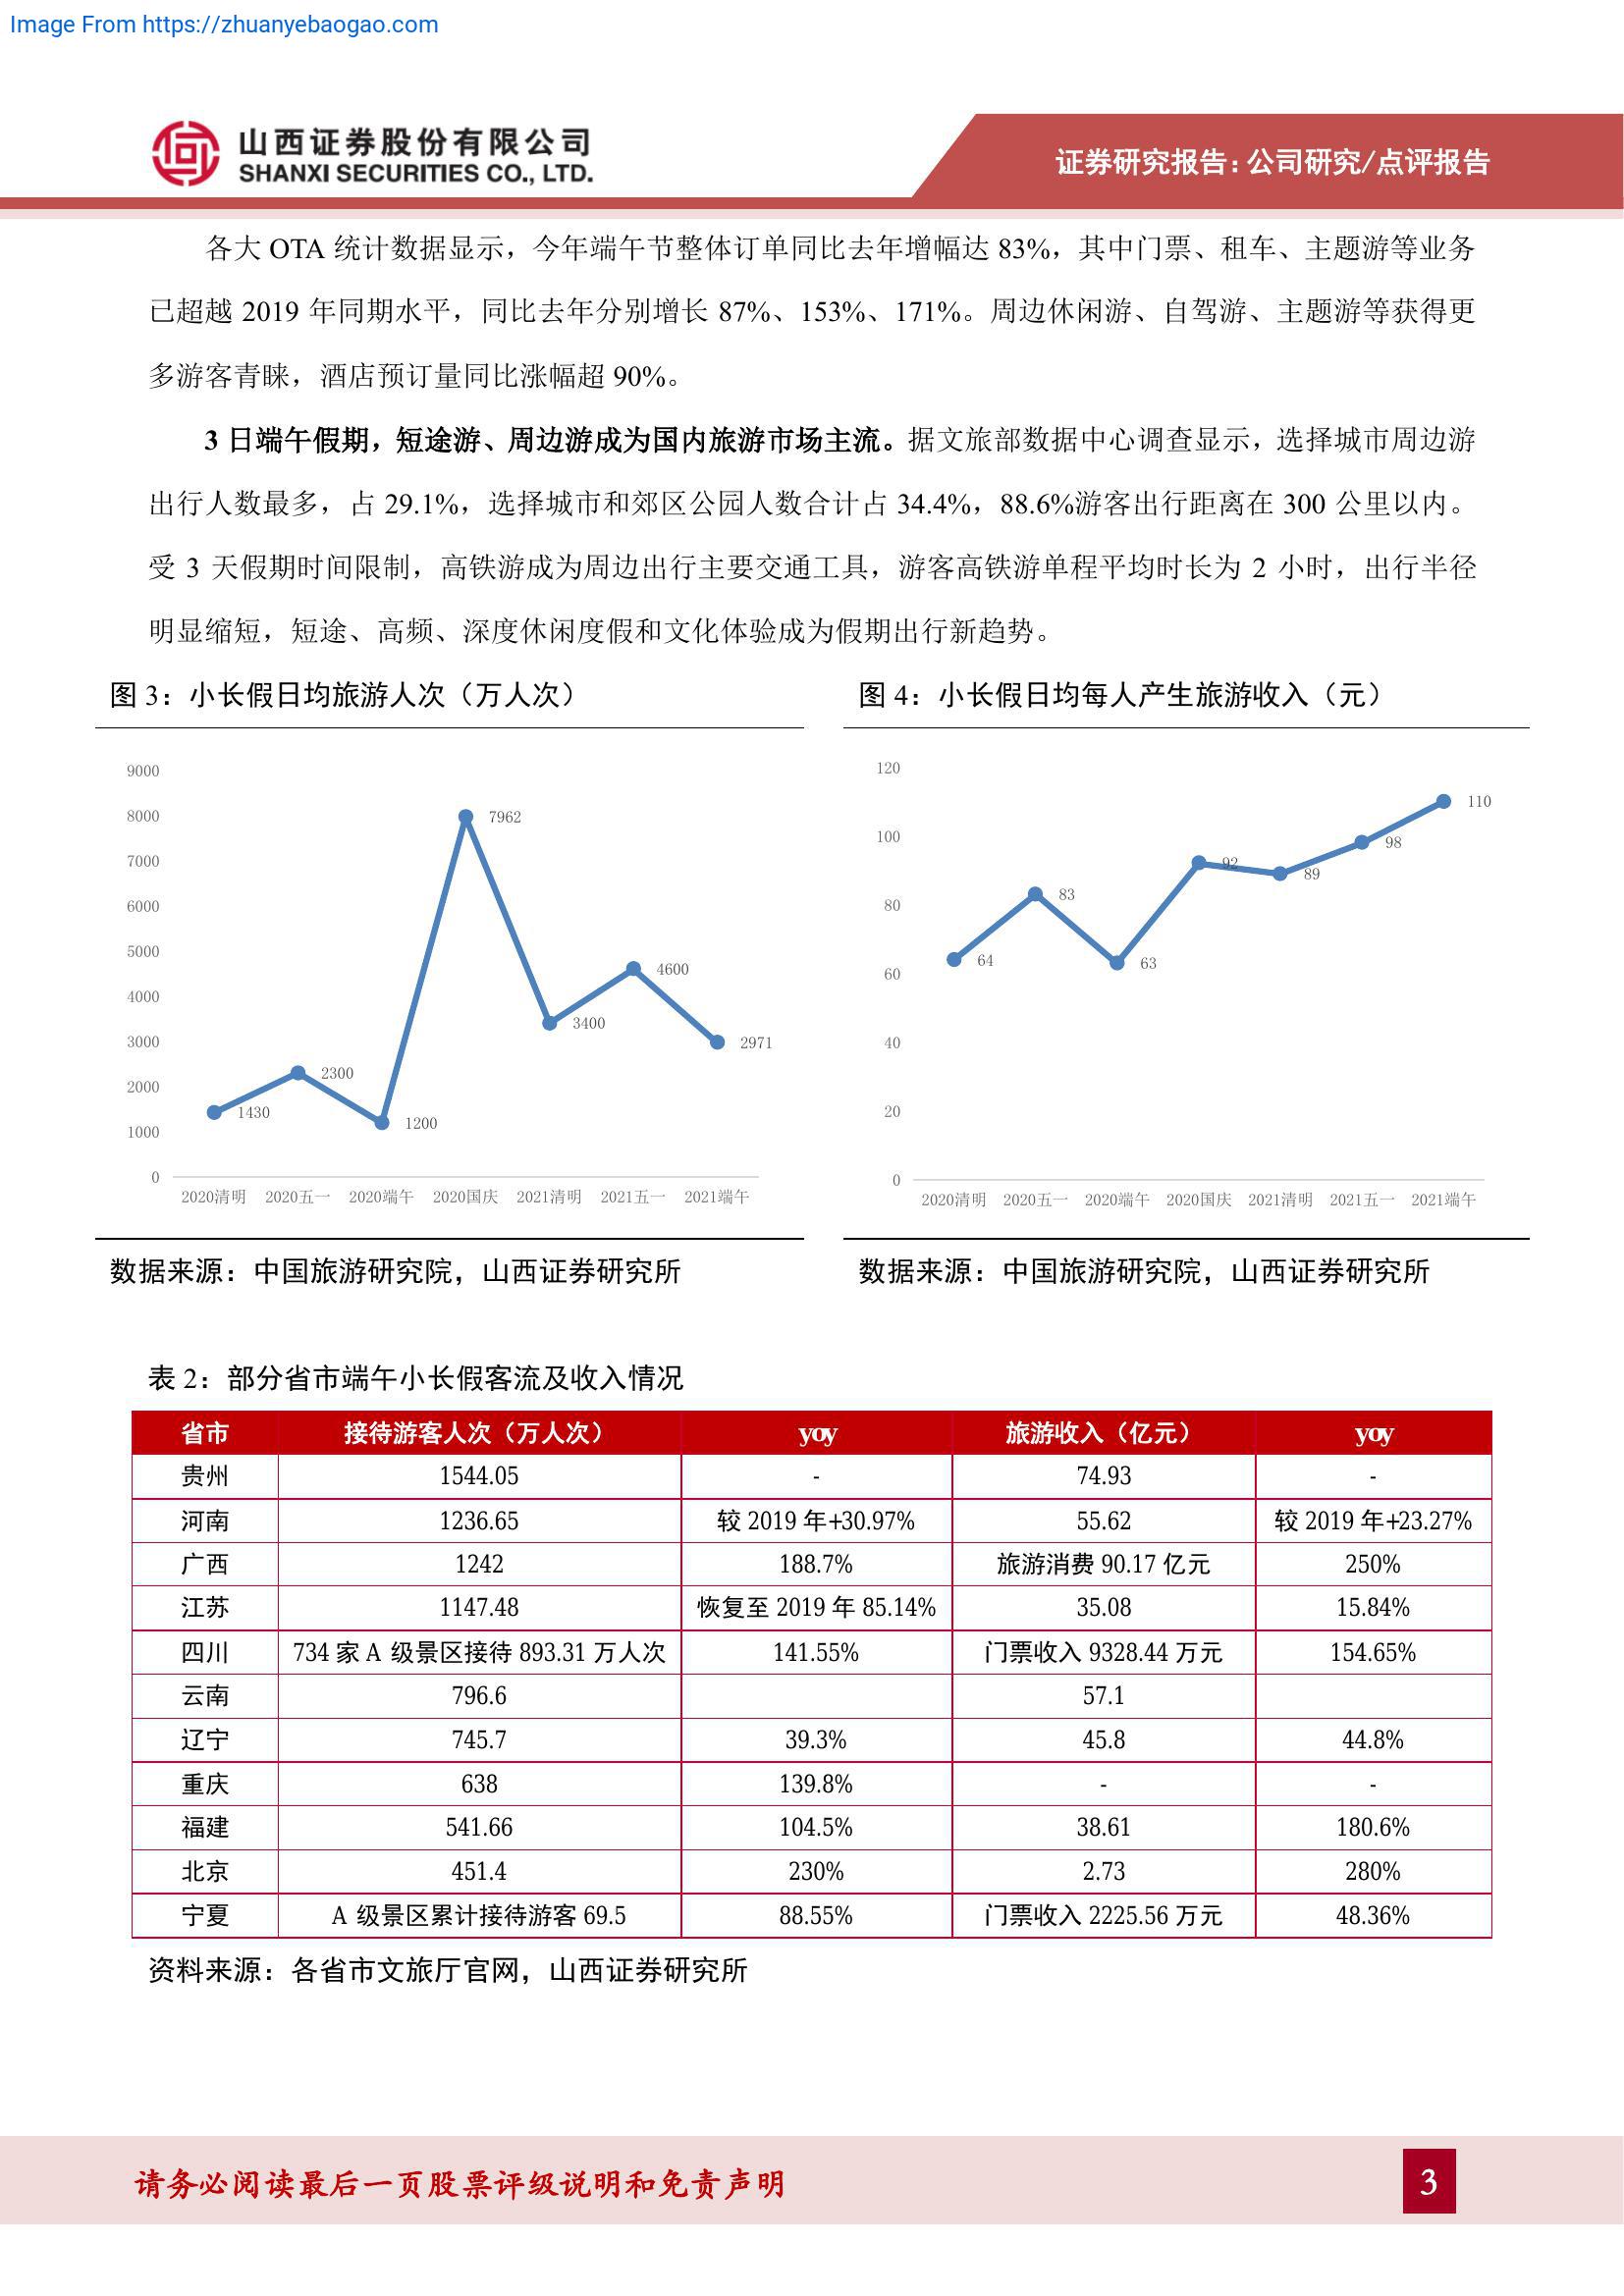 Image From https://zhuanyebaogao.com
山西证券股份有限公司
SHANXI SECURITIES CO., LTD.
证券研究报告:公司研究/点评报告
各大 OTA 统计数据显示，今年端午节整体订单同比去年增幅达 83%，其中门票、租车、主题游等业务
已超越 2019 年同期水平，同比去年分别增长 87%、153%、171%。周边休闲游、自驾游、主题游等获得更
多游客青睐，酒店预订量同比涨幅超 90%。
3 日端午假期，短途游、周边游成为国内旅游市场主流。据文旅部数据中心调查显示，选择城市周边游
出行人数最多，占 29.1%，选择城市和郊区公园人数合计占 34.4%，88.6%游客出行距离在 300 公里以内。
受 3 天假期时间限制，高铁游成为周边出行主要交通工具，游客高铁游单程平均时长为 2 小时，出行半径
明显缩短，短途、高频、深度休闲度假和文化体验成为假期出行新趋势。
图 3：小长假日均旅游人次（万人次）
9000
8000
7000
6000
5000
4000
3000
2000
1000
0
1430
2300
1200
7962
3400
4600
2971
2020清明 2020五一 2020端午 2020国庆 2021清明 2021五一 2021端午
数据来源：中国旅游研究院，山西证券研究所
图 4：小长假日均每人产生旅游收入（元）
120
100
80
60
40
20
0
64
83
63
92
89
98
110
2020清明 2020五一 2020端午 2020国庆 2021清明 2021五一 2021端午
数据来源：中国旅游研究院，山西证券研究所
表 2：部分省市端午小长假客流及收入情况
省市 接待游客人次（万人次） yoy 旅游收入（亿元） yoy
贵州 1544.05 - 74.93 -
河南 1236.65 较 2019 年+30.97% 55.62 较 2019 年+23.27%
广西 1242 188.7% 旅游消费 90.17 亿元 250%
江苏 1147.48 恢复至 2019 年 85.14% 35.08 15.84%
四川 734 家 A 级景区接待 893.31 万人次 141.55% 门票收入 9328.44 万元 154.65%
云南 796.6 57.1
辽宁 745.7 39.3% 45.8 44.8%
重庆 638 139.8% - -
福建 541.66 104.5% 38.61 180.6%
北京 451.4 230% 2.73 280%
宁夏 A 级景区累计接待游客 69.5 88.55% 门票收入 2225.56 万元 48.36%
资料来源：各省市文旅厅官网，山西证券研究所
请务必阅读最后一页股票评级说明和免责声明
3